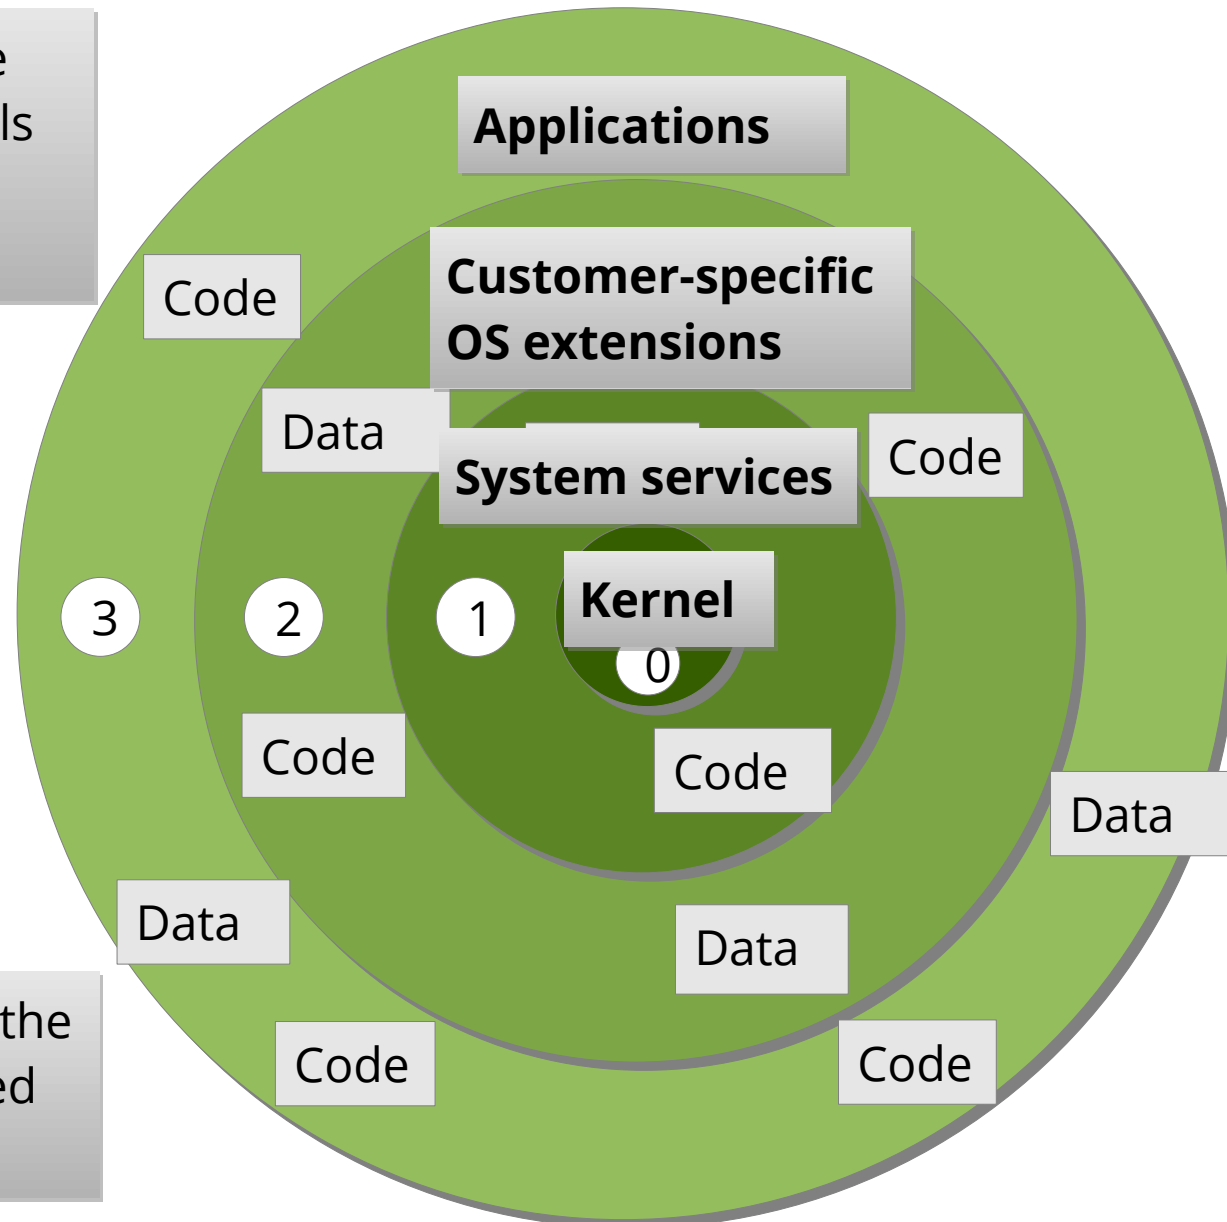 Applications
ls
Code
Customer-specific
OS extensions
Data
Code
System services
Kernel
3
2
1
0
Code
Code
Data
Data
Data
the
ed
Code
Code